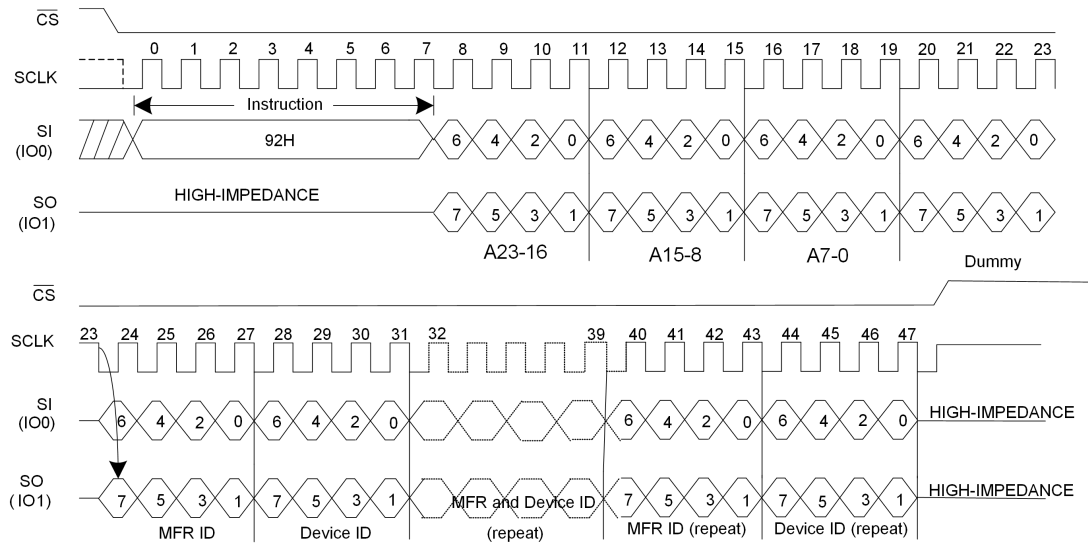 CS
0 1 2 3 4 5 6 7 8 9 10 11 12 13 14 15 16 17 18 19 20 21 22 23
SCLK
Instruction
SI
(IO0)
92H
6 4 2 0 6 4 2 0 6 4 2 0 6 4 2 0
SO
(IO1)
HIGH-IMPEDANCE
7 5 3 1 7 5 3 1 7 5 3 1 7 5 3 1
A23-16 A15-8 A7-0
Dummy
CS
23 24 25 26 27 28 29 30 31 32 39 40 41 42 43 44 45 46 47
SCLK
SI
(IO0)
6 4 2 0 6 4 2 0 6 4 2 0 6 4 2 0
HIGH-IMPEDANCE
SO
(IO1)
7 5 3 1 7 5 3 1 MFR and Device ID 7 5 3 1 7 5 3 1
HIGH-IMPEDANCE
MFR ID Device ID (repeat) MFR ID (repeat) Device ID (repeat)